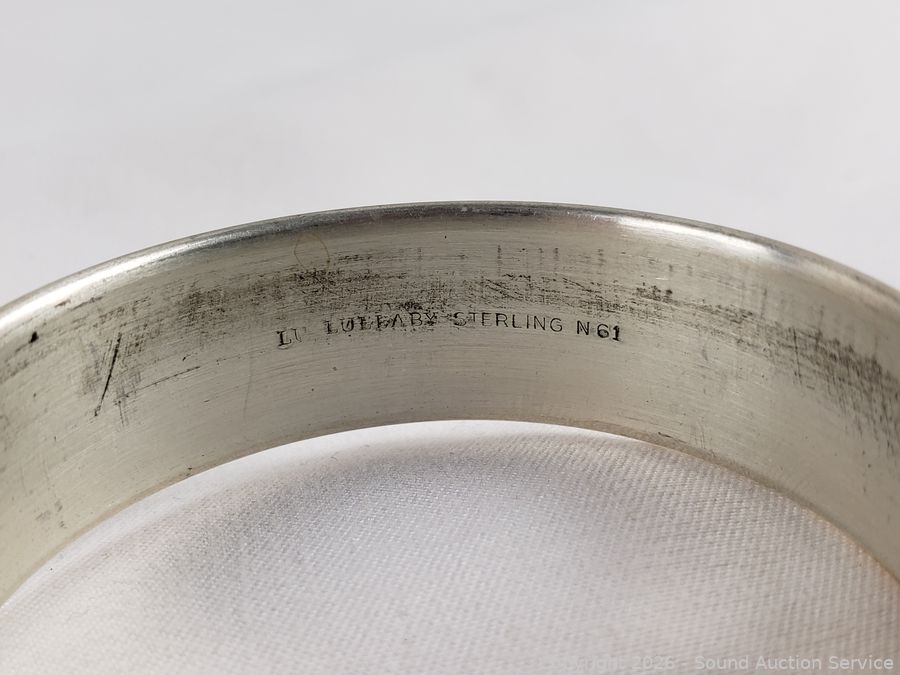 LULLABY STERLING N61
Copyright 2026 - Sound Auction Service